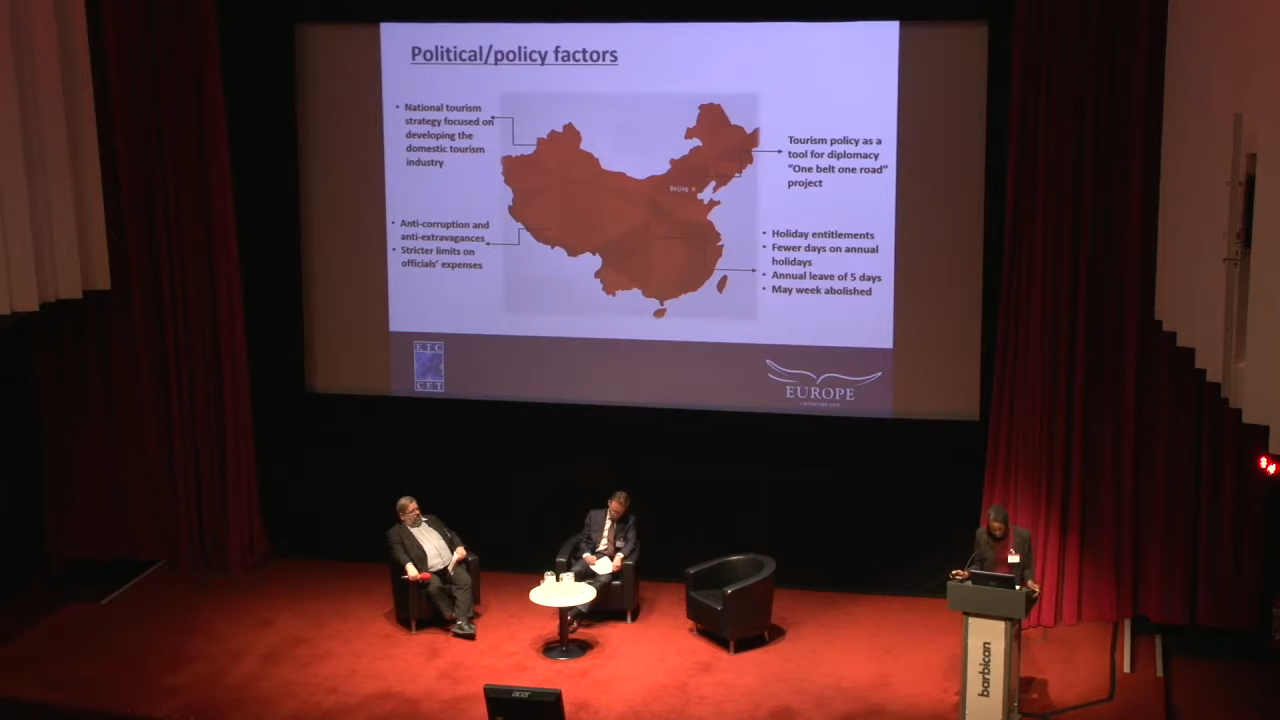 Political/policy factors
• National tourism
strategy focused on
developing the
domestic tourism
industry
Tourism policy as a
tool for diplomacy
“One belt one road”
project
Beijing
• Anti-corruption and
anti-extravagances
• Stricter limits on
officials’ expenses
• Holiday entitlements
• Fewer days on annual
holidays
• Annual leave of 5 days
• May week abolished
ETC
CET
EUROPE
barbican
acer